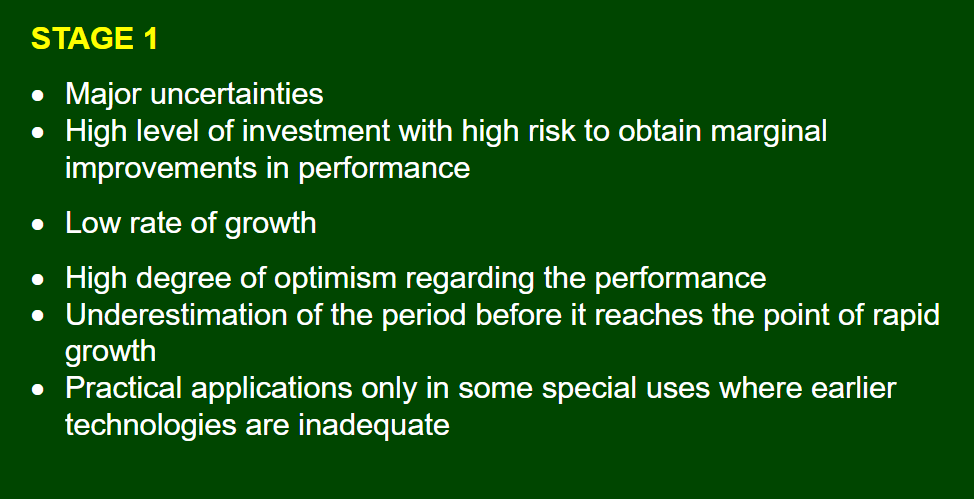 STAGE 1
• Major uncertainties
• High level of investment with high risk to obtain marginal
improvements in performance
• Low rate of growth
• High degree of optimism regarding the performance
• Underestimation of the period before it reaches the point of rapid
growth
• Practical applications only in some special uses where earlier
technologies are inadequate